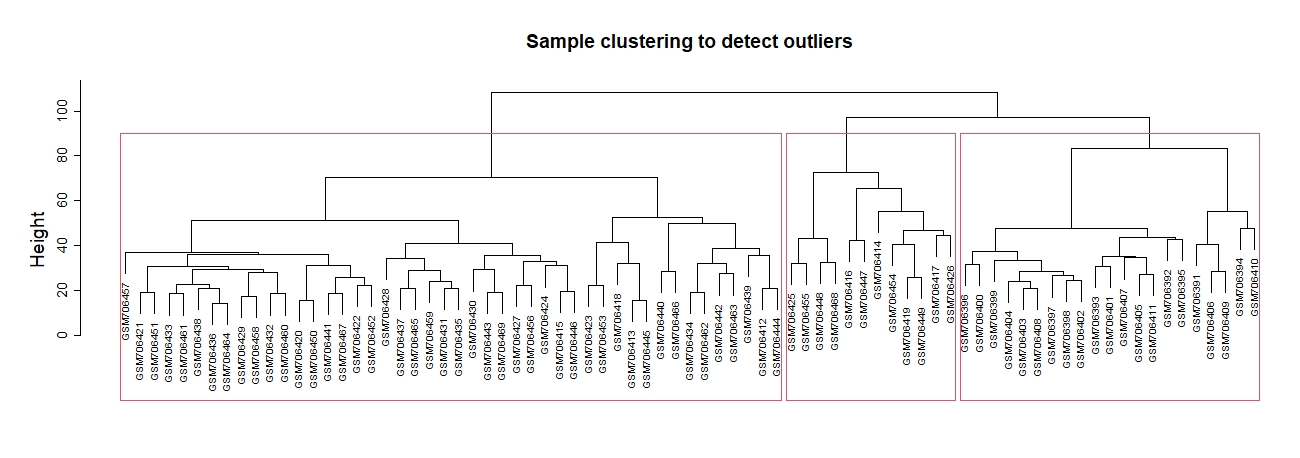 Sample clustering to detect outliers
Height
0
20
40
60
80
100
GSM706457
GSM706421
GSM706451
GSM706433
GSM706461
GSM706438
GSM706436
GSM706464
GSM706429
GSM706458
GSM706432
GSM706460
GSM706420
GSM706450
GSM706441
GSM706467
GSM706422
GSM706452
GSM706428
GSM706437
GSM706465
GSM706459
GSM706431
GSM706435
GSM706430
GSM706443
GSM706469
GSM706427
GSM706456
GSM706424
GSM706415
GSM706446
GSM706423
GSM706453
GSM706418
GSM706413
GSM706445
GSM706440
GSM706466
GSM706434
GSM706462
GSM706442
GSM706463
GSM706439
GSM706412
GSM706444
GSM706425
GSM706455
GSM706448
GSM706468
GSM706416
GSM706447
GSM706414
GSM706454
GSM706419
GSM706449
GSM706417
GSM706426
GSM706396
GSM706400
GSM706399
GSM706404
GSM706403
GSM706408
GSM706397
GSM706398
GSM706402
GSM706393
GSM706401
GSM706407
GSM706405
GSM706411
GSM706392
GSM706395
GSM706391
GSM706406
GSM706409
GSM706394
GSM706410